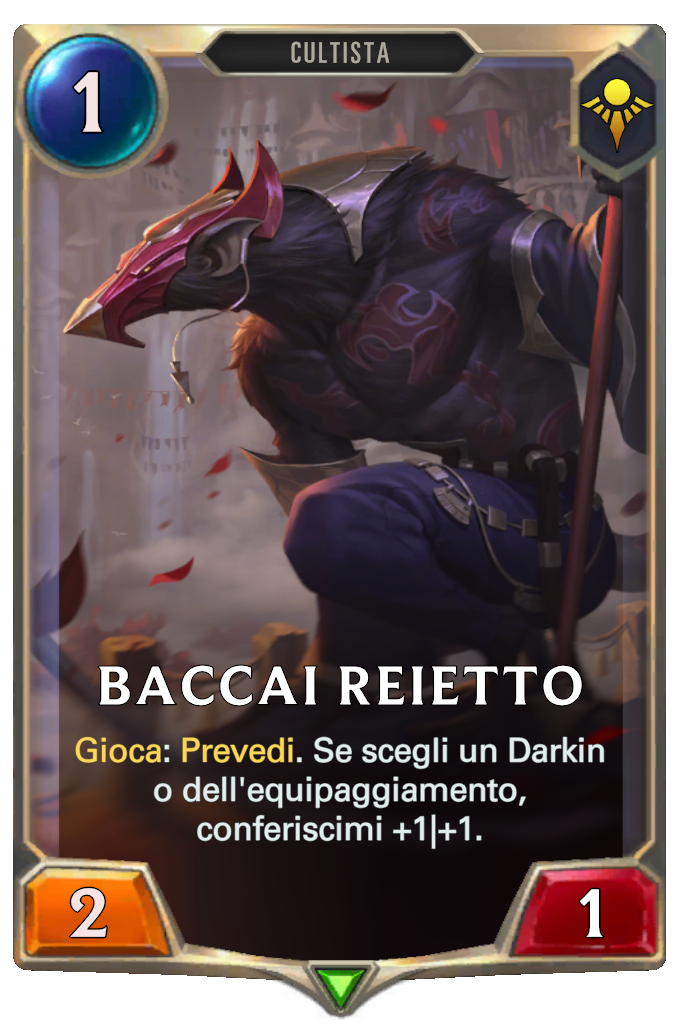 CULTISTA
1
BACCAI REIETTO
Gioca: Prevedi. Se scegli un Darkin
o dell'equipaggiamento,
conferiscimi +1|+1.
2
1